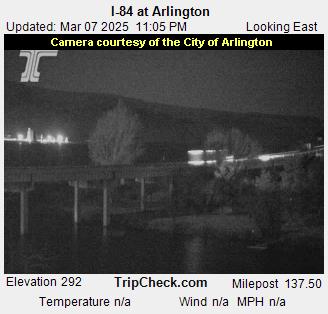 I-84 at Arlington
Updated: Mar 07 2025 11:05 PM Looking East
Camera courtesy of the City of Arlington
Elevation 292 TripCheck.com Milepost 137.50
Temperature n/a Wind n/a MPH n/a